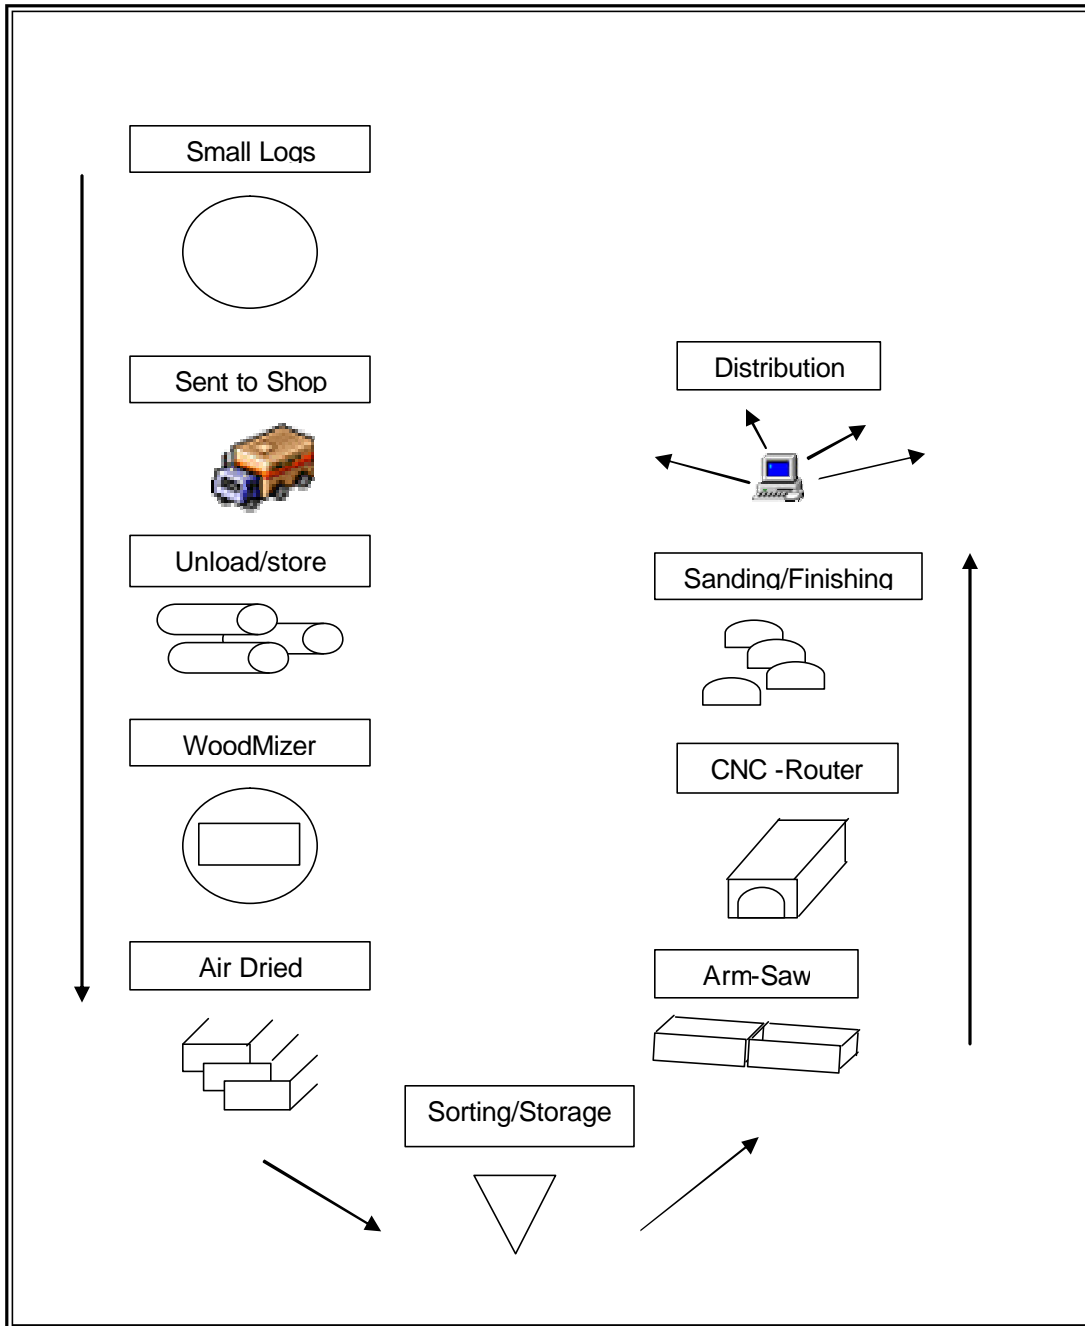 Small Logs
Sent to Shop
Unload/store
WoodMizer
Air Dried
Sorting/Storage
Arm-Saw
CNC -Router
Sanding/Finishing
Distribution